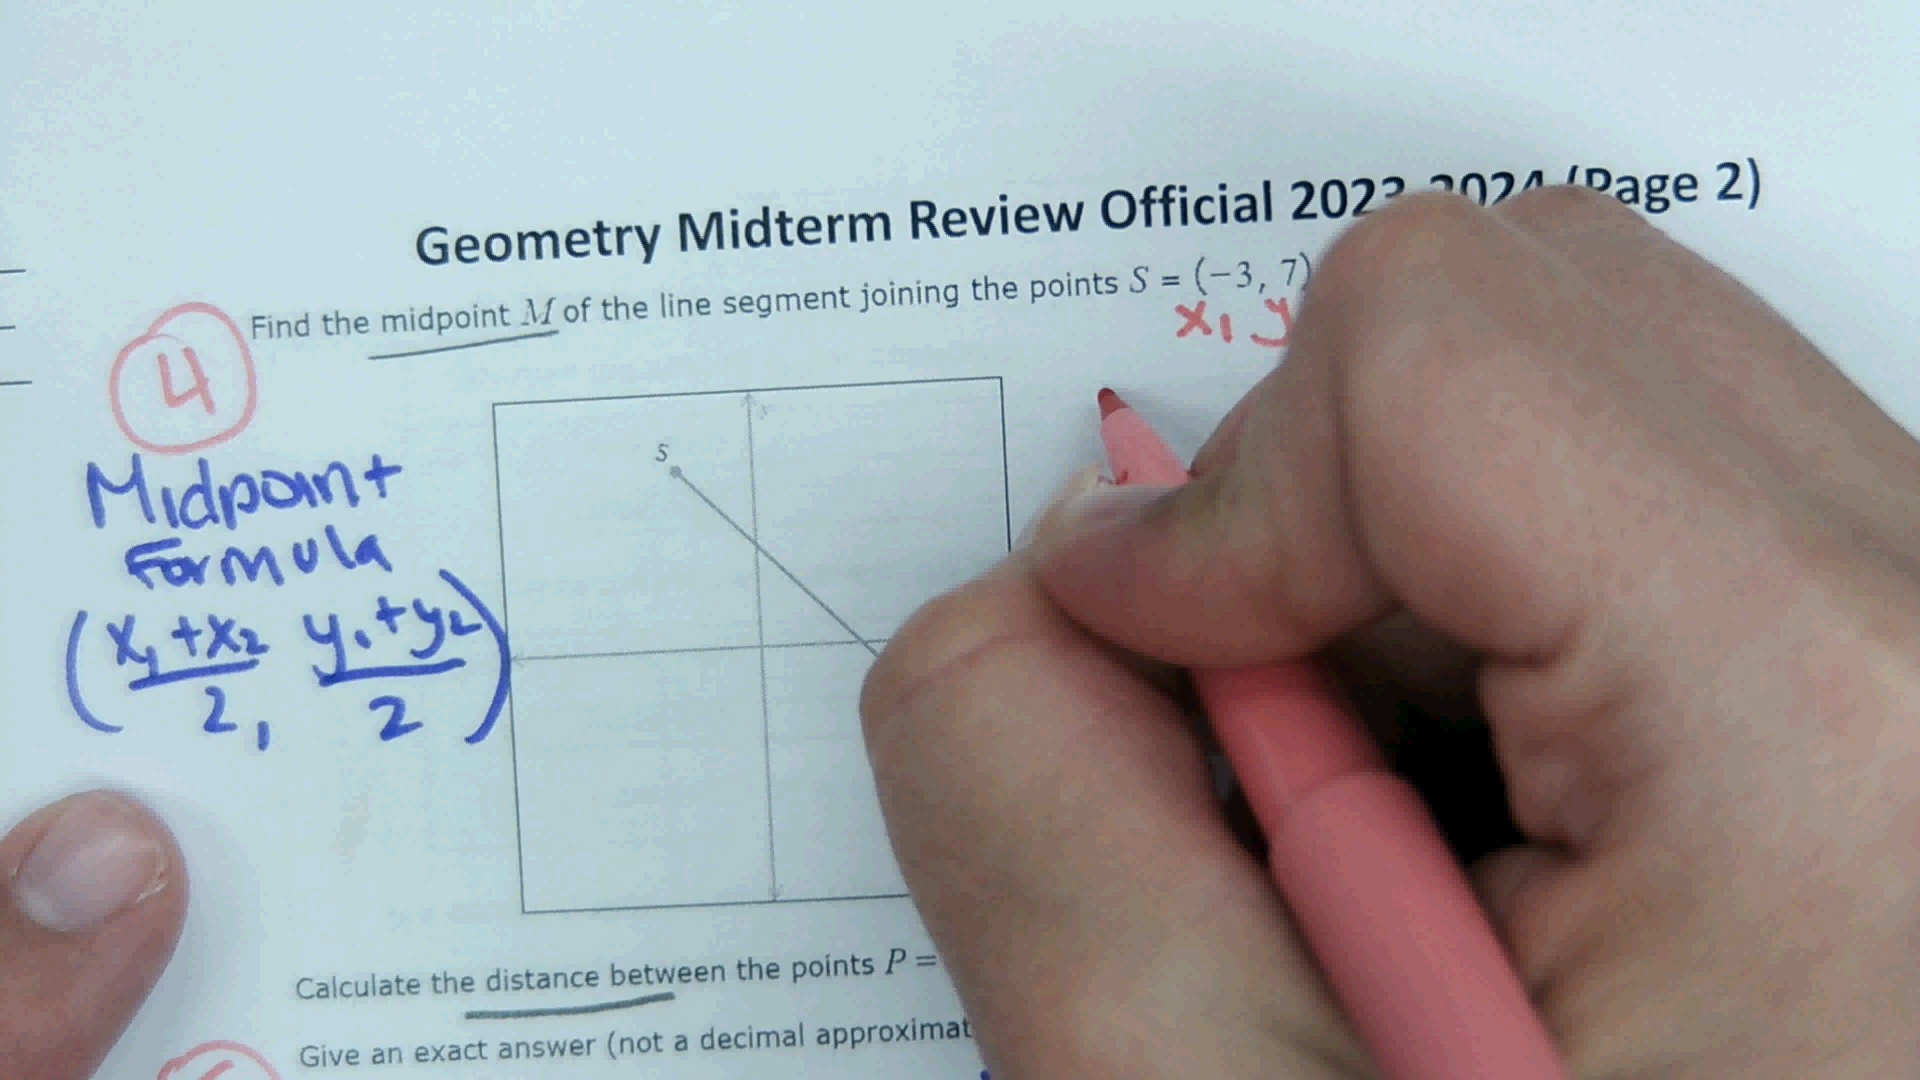 Geometry Midterm Review Official 2023-2024 (Page 2)
4
Find the midpoint M of the line segment joining the points S = (−3, 7)
x₁ y
Midpoint
Formula
(x₁+x₂/2, y₁+y₂/2)
S
Calculate the distance between the points P =
Give an exact answer (not a decimal